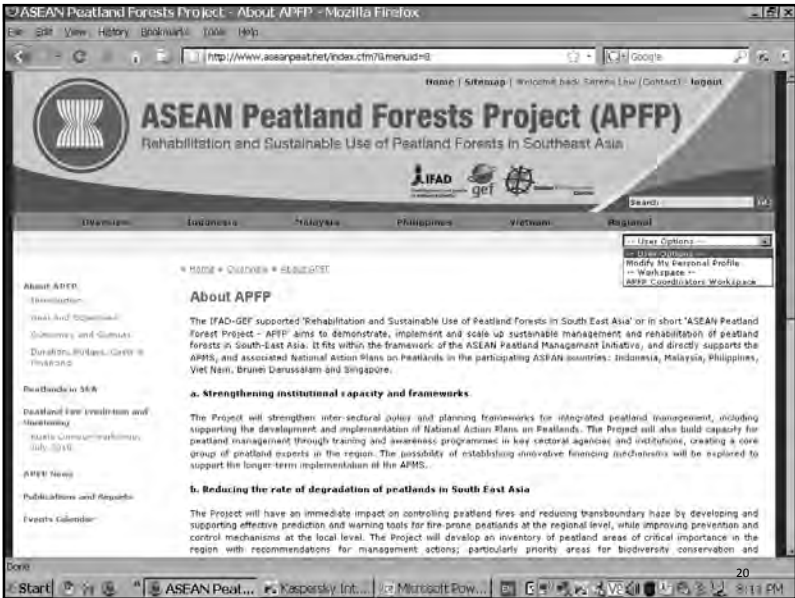 ASEAN Peatland Forests Project - About APFP - Mozilla Firefox
File Edit View History Bookmarks Tools Help
http://www.aseanpeat.net/index.cfm?&menuid=8
Google
Home | Sitemap | Welcome back Serena Lew (Contact) - logout
ASEAN Peatland Forests Project (APFP)
Rehabilitation and Sustainable Use of Peatland Forests in Southeast Asia
IFAD
gef
Search
GO
Overview Indonesia Malaysia Philippines Vietnam Regional
-- User Options --
-- User Options --
Modify My Personal Profile
-- Workspace --
APFP Coordinators Workspace
Home Overview About APFP
About APFP
Introduction
Goal and Objectives
Outcomes and Outputs
Duration, Budget, Costs &
Financing
Peatlands in SEA
Peatland Fire Prediction and
Monitoring
Kuala Lumpur Workshop,
July 2010
APFP News
Publications and Reports
Events Calendar
About APFP
The IFAD-GEF supported 'Rehabilitation and Sustainable Use of Peatland Forests in South East Asia' or in short 'ASEAN Peatland
Forest Project - APFP' aims to demonstrate, implement and scale up sustainable management and rehabilitation of peatland
forests in South-East Asia. It fits within the framework of the ASEAN Peatland Management Initiative, and directly supports the
APMS, and associated National Action Plans on Peatlands in the participating ASEAN countries: Indonesia, Malaysia, Philippines,
Viet Nam, Brunei Darussalam and Singapore.
a. Strengthening institutional capacity and frameworks
The Project will strengthen inter-sectoral policy and planning frameworks for integrated peatland management, including
supporting the development and implementation of National Action Plans on Peatlands. The Project will also build capacity for
peatland management through training and awareness programmes in key sectoral agencies and institutions, creating a core
group of peatland experts in the region. The possibility of establishing innovative financing mechanisms will be explored to
support the longer-term implementation of the APMS.
b. Reducing the rate of degradation of peatlands in South East Asia
The Project will have an immediate impact on controlling peatland fires and reducing transboundary haze by developing and
supporting effective prediction and warning tools for fire-prone peatlands at the regional level, while improving prevention and
control mechanisms at the local level. The Project will develop an inventory of peatland areas of critical importance in the
region with recommendations for management actions; particularly priority areas for biodiversity conservation and
Done
20
Start ASEAN Peat... Kaspersky Int... Microsoft Pow... 9:11 PM